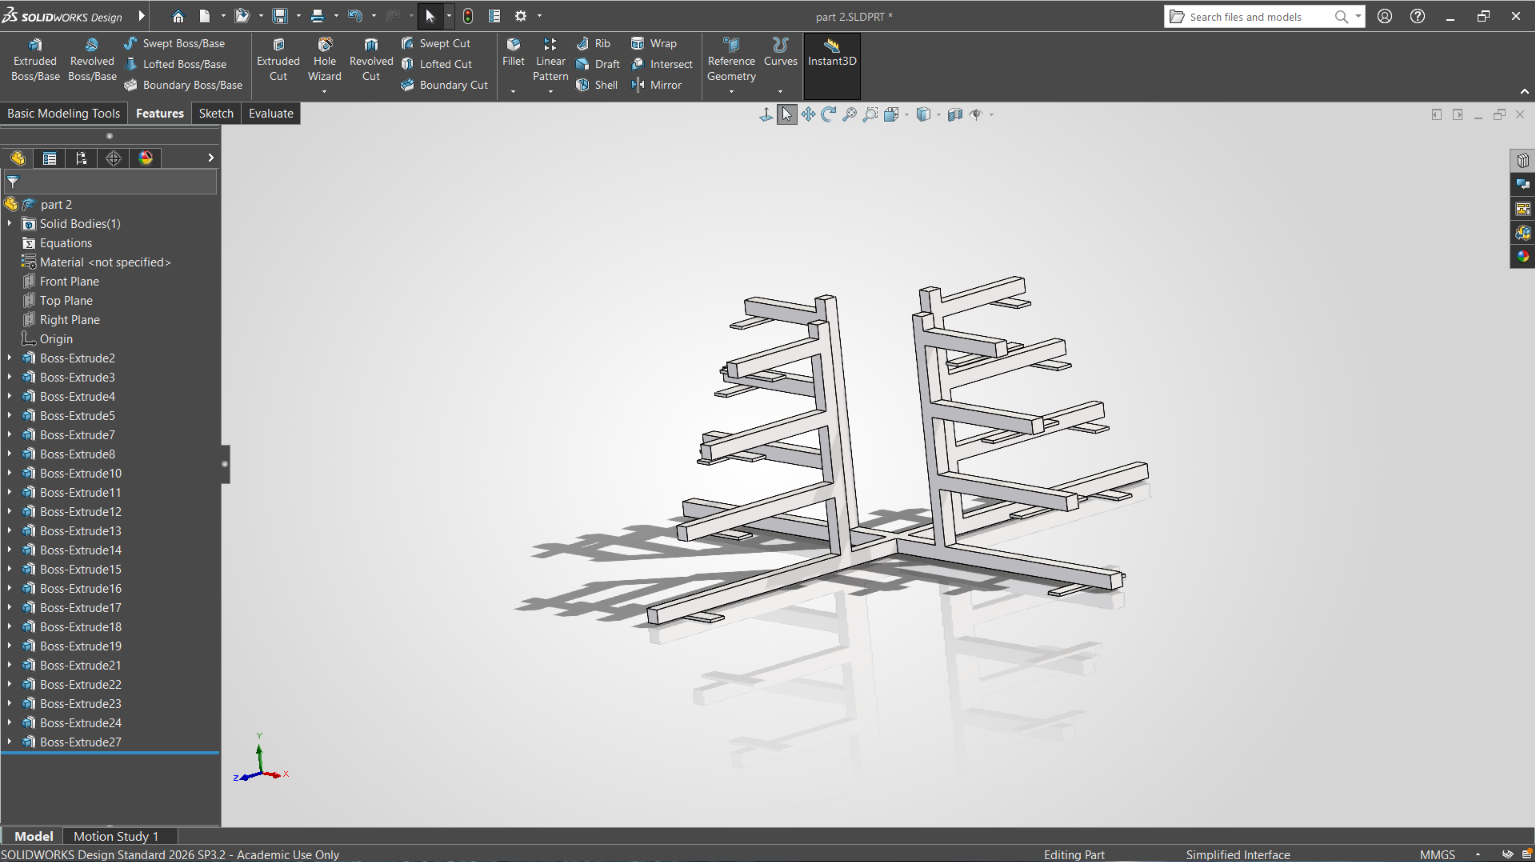 SOLIDWORKS Design
part 2.SLDPRT *
Search files and models
Extruded Boss/Base
Revolved Boss/Base
Swept Boss/Base
Lofted Boss/Base
Boundary Boss/Base
Extruded Cut
Hole Wizard
Revolved Cut
Swept Cut
Lofted Cut
Boundary Cut
Fillet
Linear Pattern
Rib
Draft
Shell
Wrap
Intersect
Mirror
Reference Geometry
Curves
Instant3D
Basic Modeling Tools
Features
Sketch
Evaluate
part 2
Solid Bodies(1)
Equations
Material <not specified>
Front Plane
Top Plane
Right Plane
Origin
Boss-Extrude2
Boss-Extrude3
Boss-Extrude4
Boss-Extrude5
Boss-Extrude7
Boss-Extrude8
Boss-Extrude10
Boss-Extrude11
Boss-Extrude12
Boss-Extrude13
Boss-Extrude14
Boss-Extrude15
Boss-Extrude16
Boss-Extrude17
Boss-Extrude18
Boss-Extrude19
Boss-Extrude21
Boss-Extrude22
Boss-Extrude23
Boss-Extrude24
Boss-Extrude27
Y
Z
X
Model
Motion Study 1
SOLIDWORKS Design Standard 2026 SP3.2 - Academic Use Only
Editing Part
Simplified Interface
MMGS